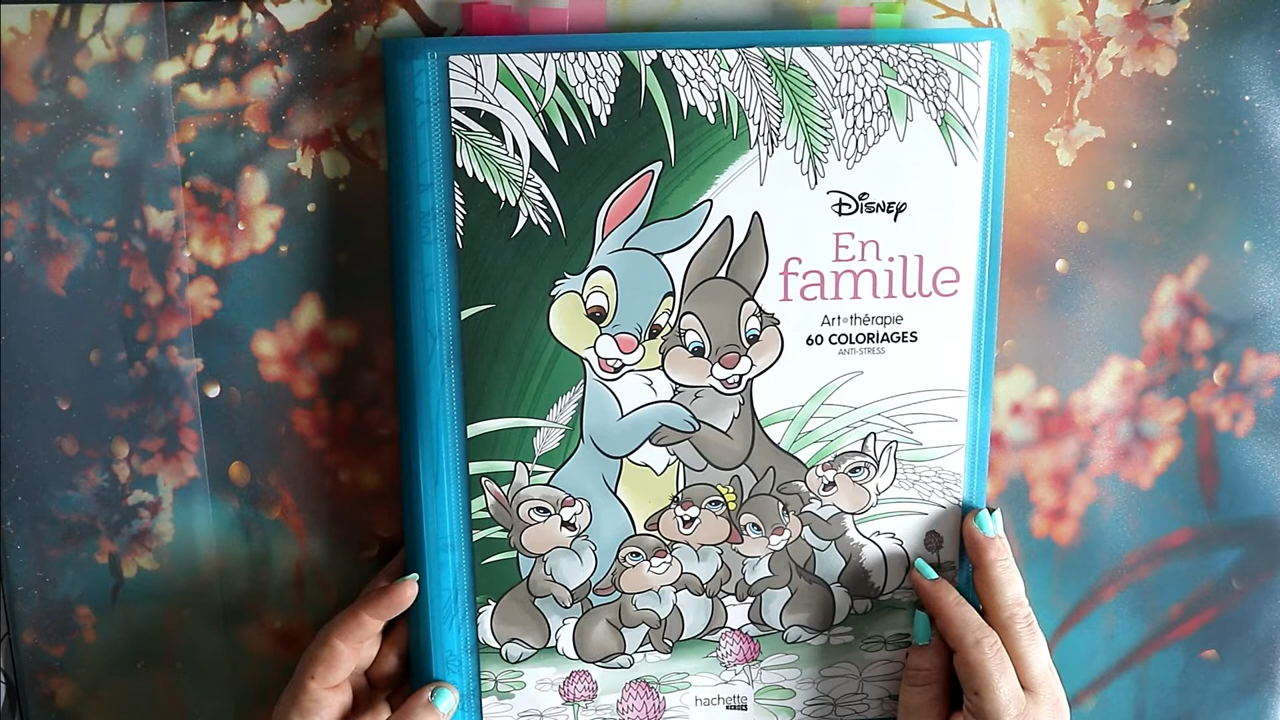 Disney
En
famille
Art•thérapie
60 COLORIAGES
ANTI-STRESS
hachette